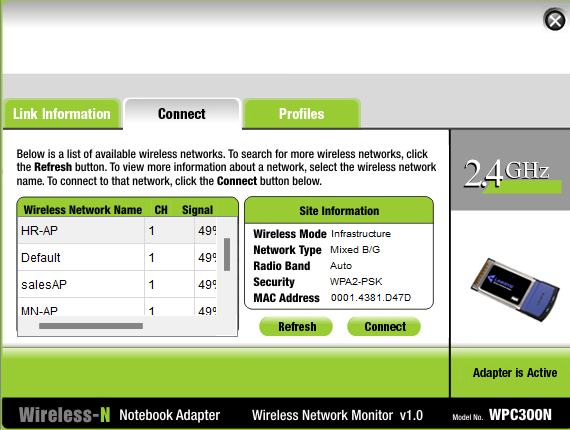 Link Information
Connect
Profiles
Below is a list of available wireless networks. To search for more wireless networks, click
the Refresh button. To view more information about a network, select the wireless network
name. To connect to that network, click the Connect button below.
2.4GHz
Wireless Network Name CH Signal
HR-AP 1 49%
Default 1 49%
salesAP 1 49%
MN-AP 1 49%
Site Information
Wireless Mode Infrastructure
Network Type Mixed B/G
Radio Band Auto
Security WPA2-PSK
MAC Address 0001.4381.D47D
Refresh
Connect
Adapter is Active
Wireless-N Notebook Adapter Wireless Network Monitor v1.0 Model No. WPC300N